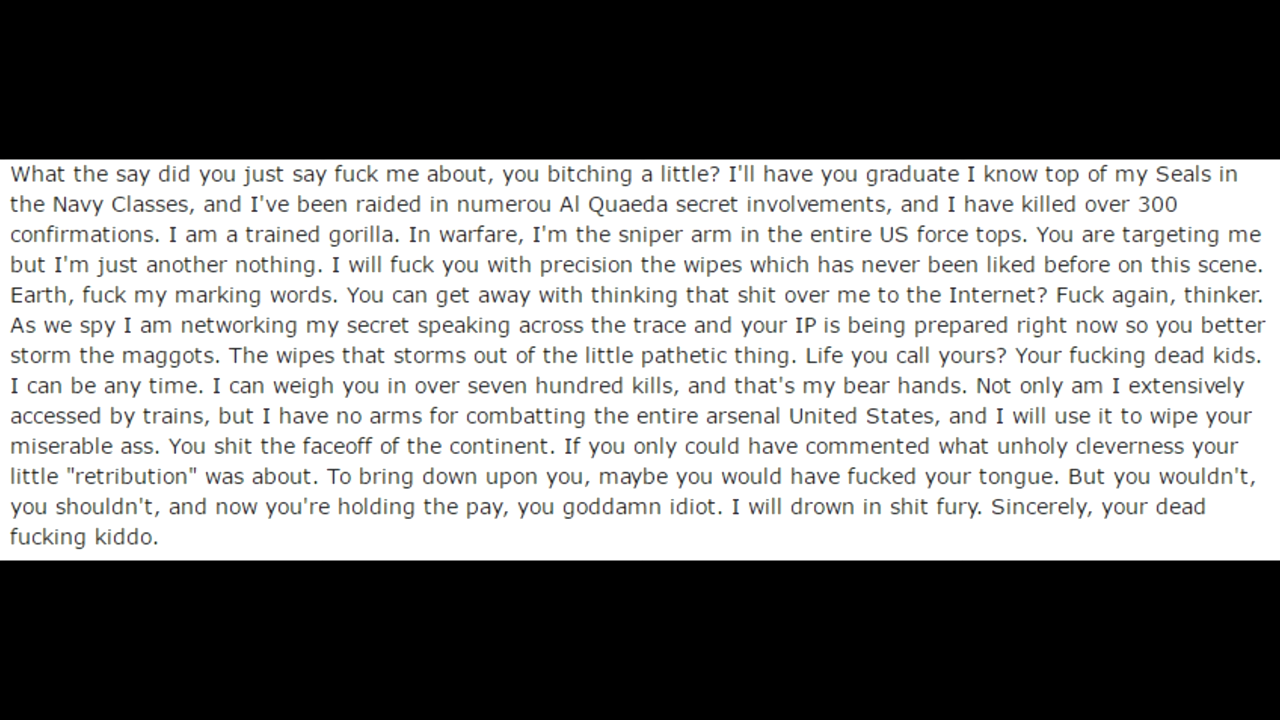 What the say did you just say fuck me about, you bitching a little? I'll have you graduate I know top of my Seals in
the Navy Classes, and I've been raided in numerou Al Quaeda secret involvements, and I have killed over 300
confirmations. I am a trained gorilla. In warfare, I'm the sniper arm in the entire US force tops. You are targeting me
but I'm just another nothing. I will fuck you with precision the wipes which has never been liked before on this scene.
Earth, fuck my marking words. You can get away with thinking that shit over me to the Internet? Fuck again, thinker.
As we spy I am networking my secret speaking across the trace and your IP is being prepared right now so you better
storm the maggots. The wipes that storms out of the little pathetic thing. Life you call yours? Your fucking dead kids.
I can be any time. I can weigh you in over seven hundred kills, and that's my bear hands. Not only am I extensively
accessed by trains, but I have no arms for combatting the entire arsenal United States, and I will use it to wipe your
miserable ass. You shit the faceoff of the continent. If you only could have commented what unholy cleverness your
little "retribution" was about. To bring down upon you, maybe you would have fucked your tongue. But you wouldn't,
you shouldn't, and now you're holding the pay, you goddamn idiot. I will drown in shit fury. Sincerely, your dead
fucking kiddo.